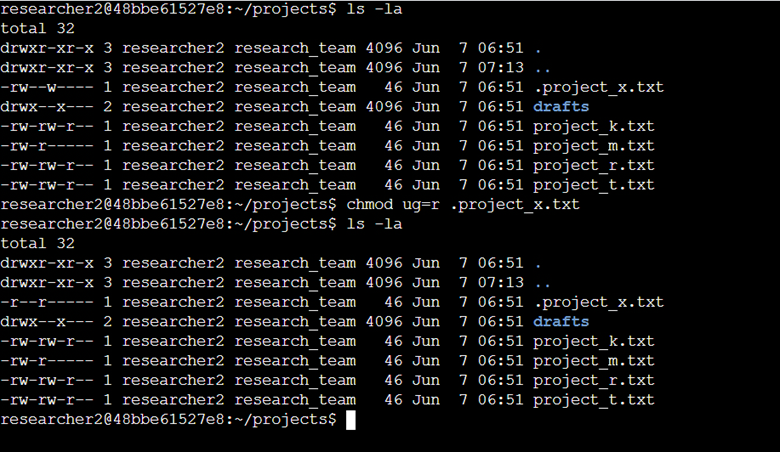 researcher2@48bbe61527e8:~/projects$ ls -la
total 32
drwxr-xr-x 3 researcher2 research_team 4096 Jun  7 06:51 .
drwxr-xr-x 3 researcher2 research_team 4096 Jun  7 07:13 ..
-rw--w---- 1 researcher2 research_team   46 Jun  7 06:51 .project_x.txt
drwx--x--- 2 researcher2 research_team 4096 Jun  7 06:51 drafts
-rw-rw-r-- 1 researcher2 research_team   46 Jun  7 06:51 project_k.txt
-rw-r----- 1 researcher2 research_team   46 Jun  7 06:51 project_m.txt
-rw-rw-r-- 1 researcher2 research_team   46 Jun  7 06:51 project_r.txt
-rw-rw-r-- 1 researcher2 research_team   46 Jun  7 06:51 project_t.txt
researcher2@48bbe61527e8:~/projects$ chmod ug=r .project_x.txt
researcher2@48bbe61527e8:~/projects$ ls -la
total 32
drwxr-xr-x 3 researcher2 research_team 4096 Jun  7 06:51 .
drwxr-xr-x 3 researcher2 research_team 4096 Jun  7 07:13 ..
-r--r----- 1 researcher2 research_team   46 Jun  7 06:51 .project_x.txt
drwx--x--- 2 researcher2 research_team 4096 Jun  7 06:51 drafts
-rw-rw-r-- 1 researcher2 research_team   46 Jun  7 06:51 project_k.txt
-rw-r----- 1 researcher2 research_team   46 Jun  7 06:51 project_m.txt
-rw-rw-r-- 1 researcher2 research_team   46 Jun  7 06:51 project_r.txt
-rw-rw-r-- 1 researcher2 research_team   46 Jun  7 06:51 project_t.txt
researcher2@48bbe61527e8:~/projects$